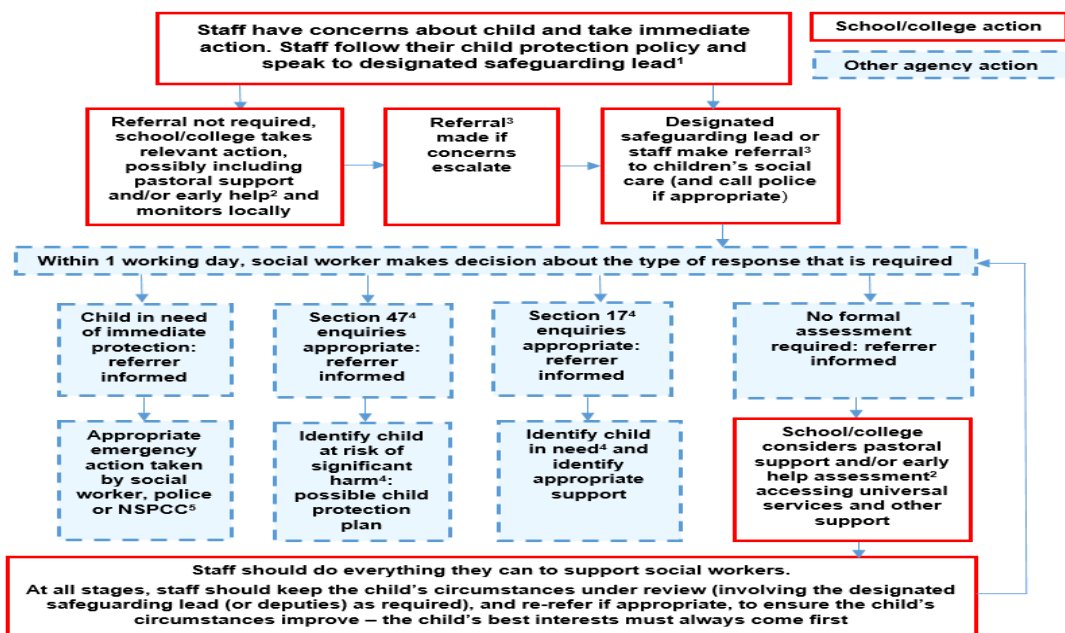 Staff have concerns about child and take immediate
action. Staff follow their child protection policy and
speak to designated safeguarding lead¹
School/college action
Other agency action
Referral not required,
school/college takes
relevant action,
possibly including
pastoral support
and/or early help² and
monitors locally
Referral³
made if
concerns
escalate
Designated
safeguarding lead or
staff make referral³
to children’s social
care (and call police
if appropriate)
Within 1 working day, social worker makes decision about the type of response that is required
Child in need
of immediate
protection:
referrer
informed
Section 47⁴
enquiries
appropriate:
referrer
informed
Section 17⁴
enquiries
appropriate:
referrer
informed
No formal
assessment
required: referrer
informed
Appropriate
emergency
action taken
by social
worker, police
or NSPCC⁵
Identify child
at risk of
significant
harm⁴:
possible child
protection
plan
Identify child
in need⁴ and
identify
appropriate
support
School/college
considers pastoral
support and/or early
help assessment²
accessing universal
services and other
support
Staff should do everything they can to support social workers.
At all stages, staff should keep the child’s circumstances under review (involving the designated
safeguarding lead (or deputies) as required), and re-refer if appropriate, to ensure the child’s
circumstances improve – the child’s best interests must always come first